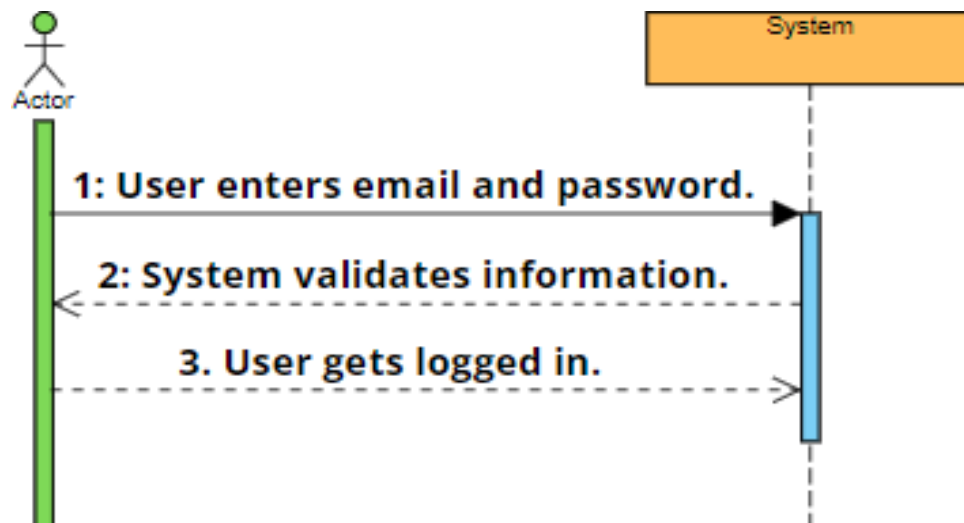 System
Actor
1: User enters email and password.
2: System validates information.
3. User gets logged in.